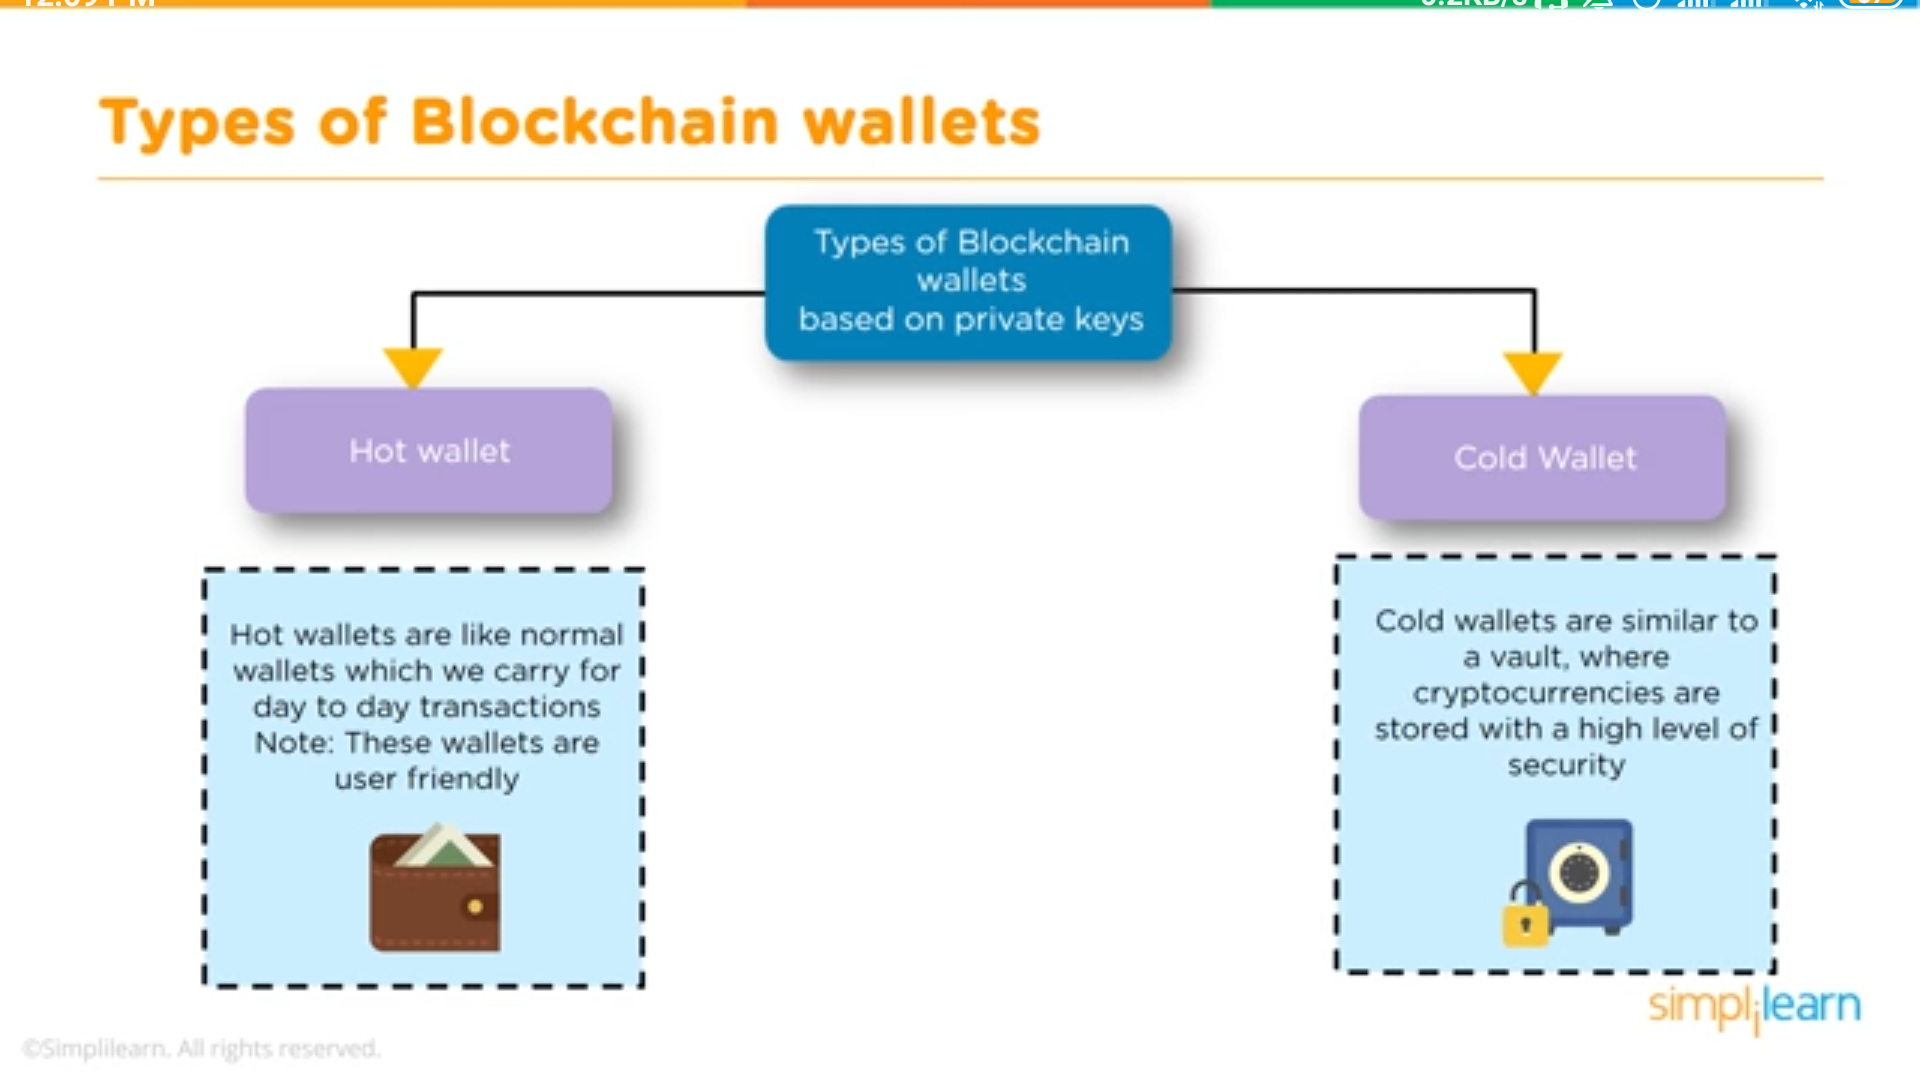 Types of Blockchain wallets
Types of Blockchain
wallets
based on private keys
Hot wallet
Cold Wallet
Hot wallets are like normal
wallets which we carry for
day to day transactions
Note: These wallets are
user friendly
Cold wallets are similar to
a vault, where
cryptocurrencies are
stored with a high level of
security
simplilearn
©Simplilearn. All rights reserved.